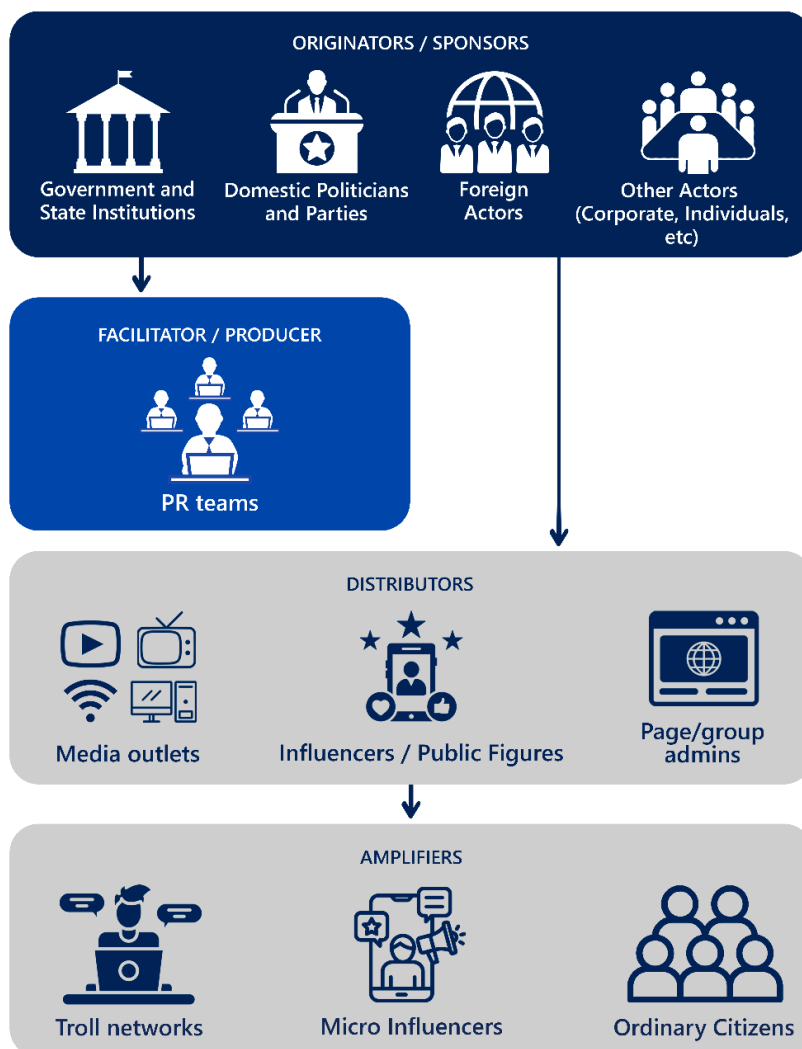 ORIGINATORS / SPONSORS
Government and
State Institutions
Domestic Politicians
and Parties
Foreign
Actors
Other Actors
(Corporate, Individuals,
etc)
FACILITATOR / PRODUCER
PR teams
DISTRIBUTORS
Media outlets
Influencers / Public Figures
Page/group
admins
AMPLIFIERS
Troll networks
Micro Influencers
Ordinary Citizens